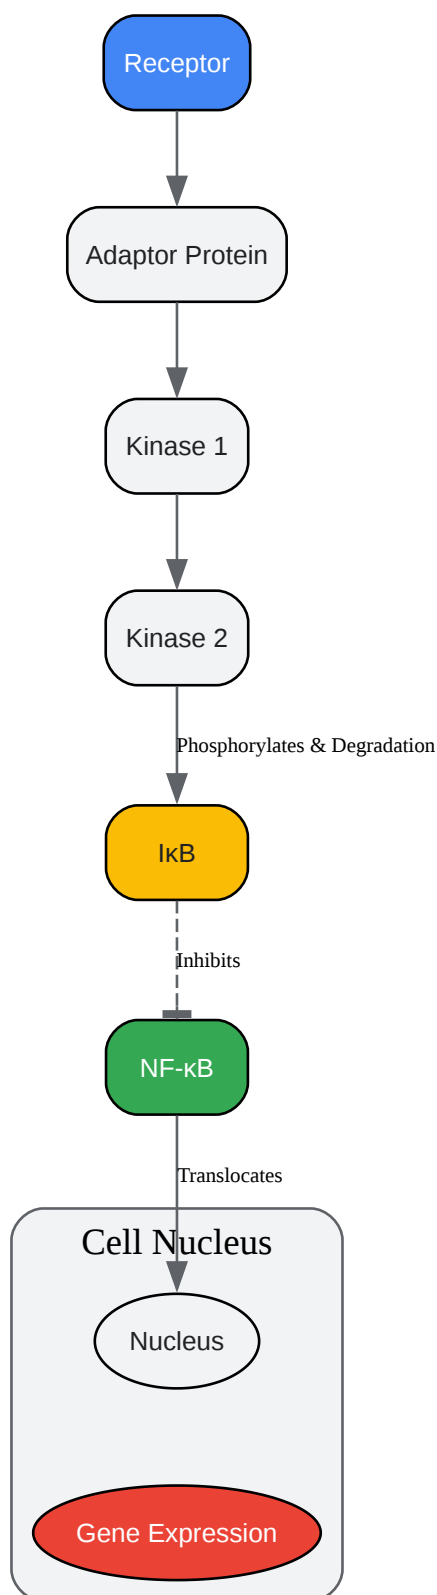 Receptor
Adaptor Protein
Kinase 1
Kinase 2
Phosphorylates & Degradation
IκB
Inhibits
NF-κB
Translocates
Cell Nucleus
Nucleus
Gene Expression